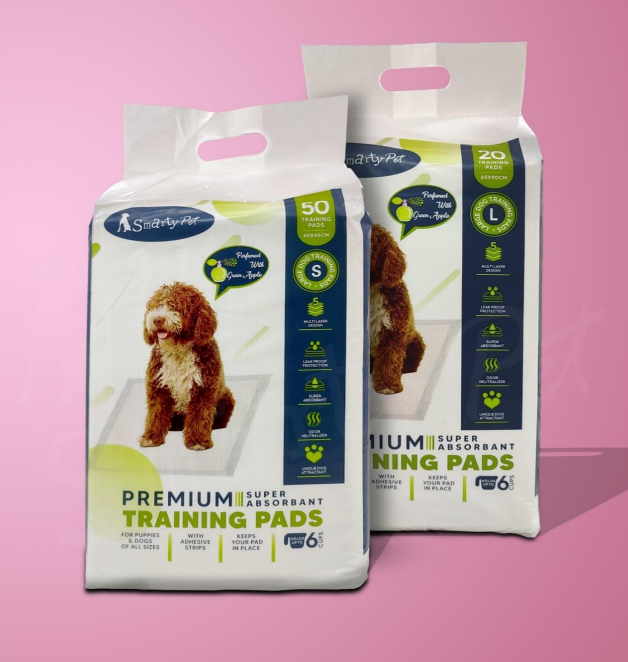 Smarty Pet
50
TRAINING
PADS
60X45CM
Perfumed
With
Green Apple
LARGE DOG TRAINING PADS
S
5
MULTI LAYER
DESIGN
LEAK PROOF
PROTECTION
SUPER
ABSORBANT
ODOR
NEUTRALIZER
UNIQUE DOG
ATTRACTANT
PREMIUM SUPER
ABSORBANT
TRAINING PADS
FOR PUPPIES
& DOGS
OF ALL SIZES
WITH
ADHESIVE
STRIPS
KEEPS
YOUR PAD
IN PLACE
HOLDS
UPTO
6
CUPS
marty Pet
20
TRAINING
PADS
60X90CM
Perfumed
With
Green Apple
LARGE DOG TRAINING PADS
L
5
MULTI LAYER
DESIGN
LEAK PROOF
PROTECTION
SUPER
ABSORBANT
ODOR
NEUTRALIZER
UNIQUE DOG
ATTRACTANT
IUM SUPER
ABSORBANT
NING PADS
WITH
ADHESIVE
STRIPS
KEEPS
YOUR PAD
IN PLACE
HOLDS
UPTO
6
CUPS